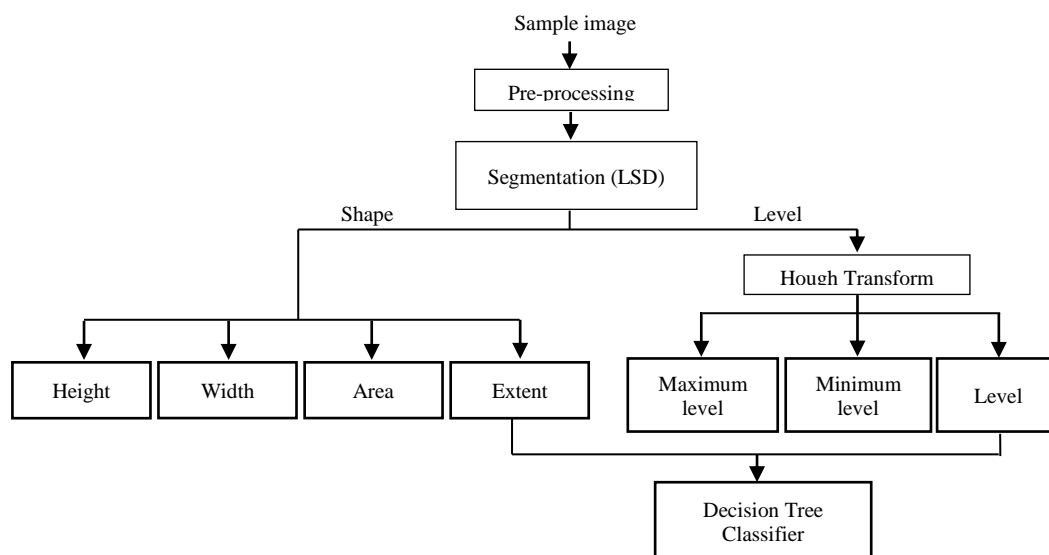 Sample image
Pre-processing
Segmentation (LSD)
Shape
Level
Hough Transform
Height
Width
Area
Extent
Maximum
level
Minimum
level
Level
Decision Tree
Classifier